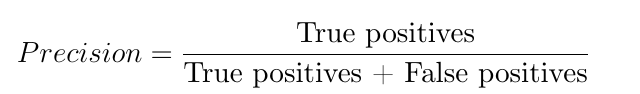 Precision = True positives / True positives + False positives